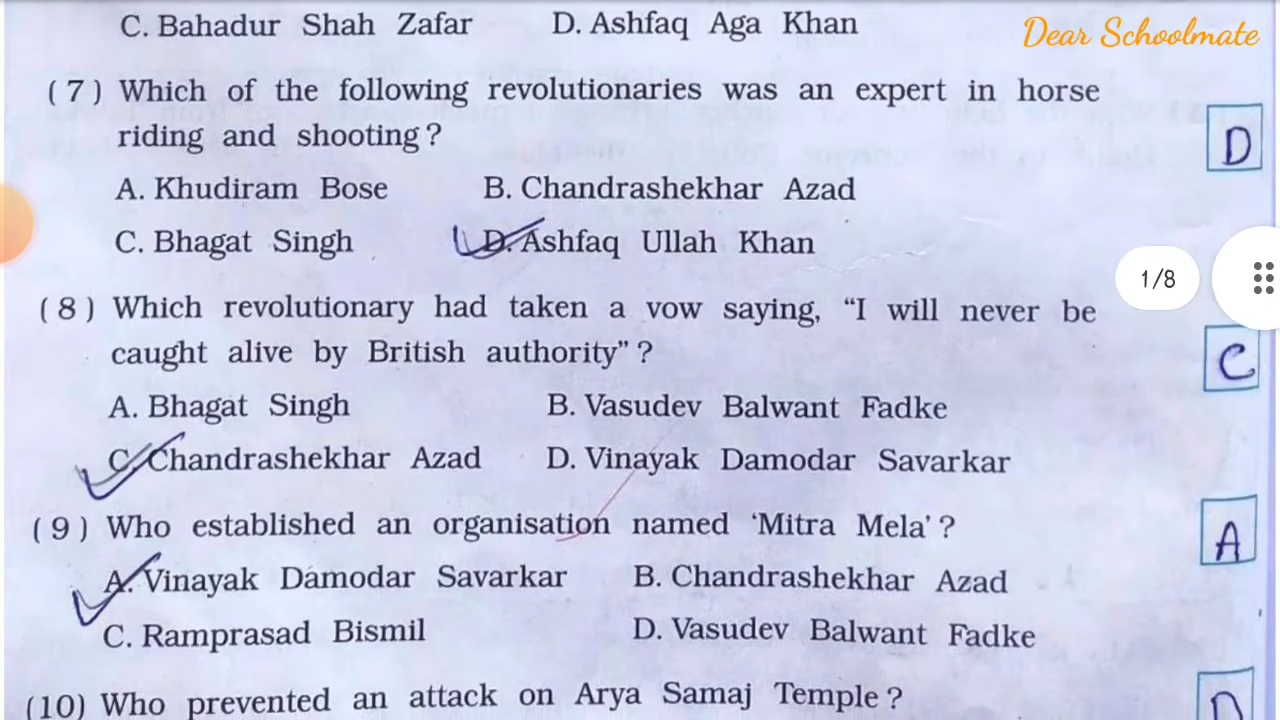 C. Bahadur Shah Zafar D. Ashfaq Aga Khan
Dear Schoolmate
(7) Which of the following revolutionaries was an expert in horse
riding and shooting?
D
A. Khudiram Bose B. Chandrashekhar Azad
C. Bhagat Singh D. Ashfaq Ullah Khan
1/8
(8) Which revolutionary had taken a vow saying, “I will never be
caught alive by British authority”?
C
A. Bhagat Singh B. Vasudev Balwant Fadke
C. Chandrashekhar Azad D. Vinayak Damodar Savarkar
(9) Who established an organisation named ‘Mitra Mela’?
A
A. Vinayak Damodar Savarkar B. Chandrashekhar Azad
C. Ramprasad Bismil D. Vasudev Balwant Fadke
(10) Who prevented an attack on Arya Samaj Temple?